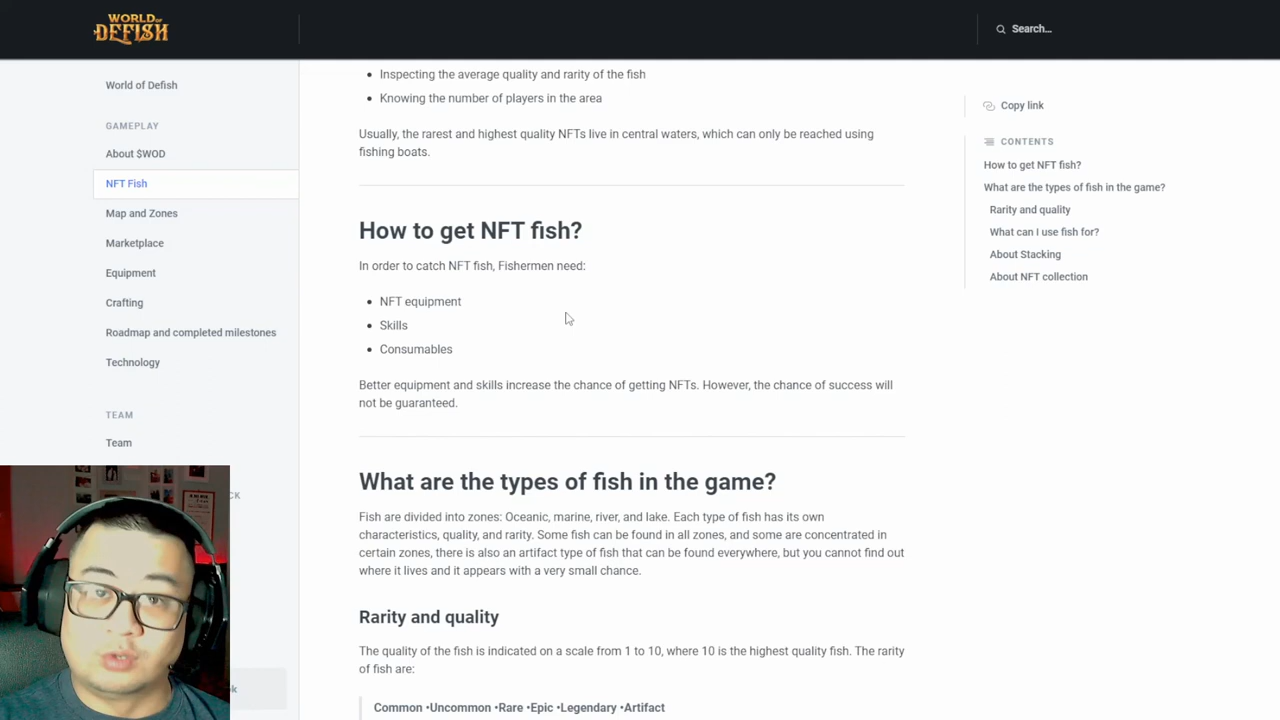 WORLD OF
DEFISH
Search...
World of Defish
GAMEPLAY
About $WOD
NFT Fish
Map and Zones
Marketplace
Equipment
Crafting
Roadmap and completed milestones
Technology
TEAM
Team
CK
ok
Inspecting the average quality and rarity of the fish
Knowing the number of players in the area
Usually, the rarest and highest quality NFTs live in central waters, which can only be reached using
fishing boats.
How to get NFT fish?
In order to catch NFT fish, Fishermen need:
NFT equipment
Skills
Consumables
Better equipment and skills increase the chance of getting NFTs. However, the chance of success will
not be guaranteed.
What are the types of fish in the game?
Fish are divided into zones: Oceanic, marine, river, and lake. Each type of fish has its own
characteristics, quality, and rarity. Some fish can be found in all zones, and some are concentrated in
certain zones, there is also an artifact type of fish that can be found everywhere, but you cannot find out
where it lives and it appears with a very small chance.
Rarity and quality
The quality of the fish is indicated on a scale from 1 to 10, where 10 is the highest quality fish. The rarity
of fish are:
Common •Uncommon •Rare •Epic •Legendary •Artifact
Copy link
CONTENTS
How to get NFT fish?
What are the types of fish in the game?
Rarity and quality
What can I use fish for?
About Stacking
About NFT collection